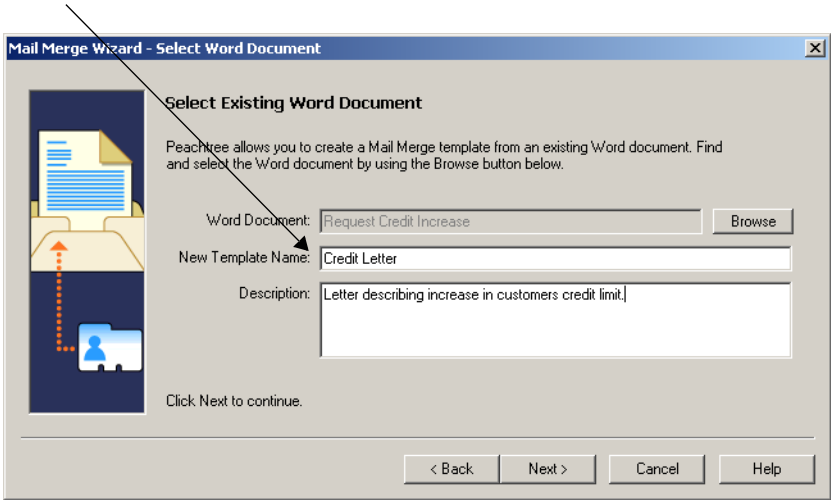 Mail Merge Wizard - Select Word Document
Select Existing Word Document
Peachtree allows you to create a Mail Merge template from an existing Word document. Find
and select the Word document by using the Browse button below.
Word Document: Request Credit Increase Browse
New Template Name: Credit Letter
Description: Letter describing increase in customers credit limit.
Click Next to continue.
< Back Next > Cancel Help